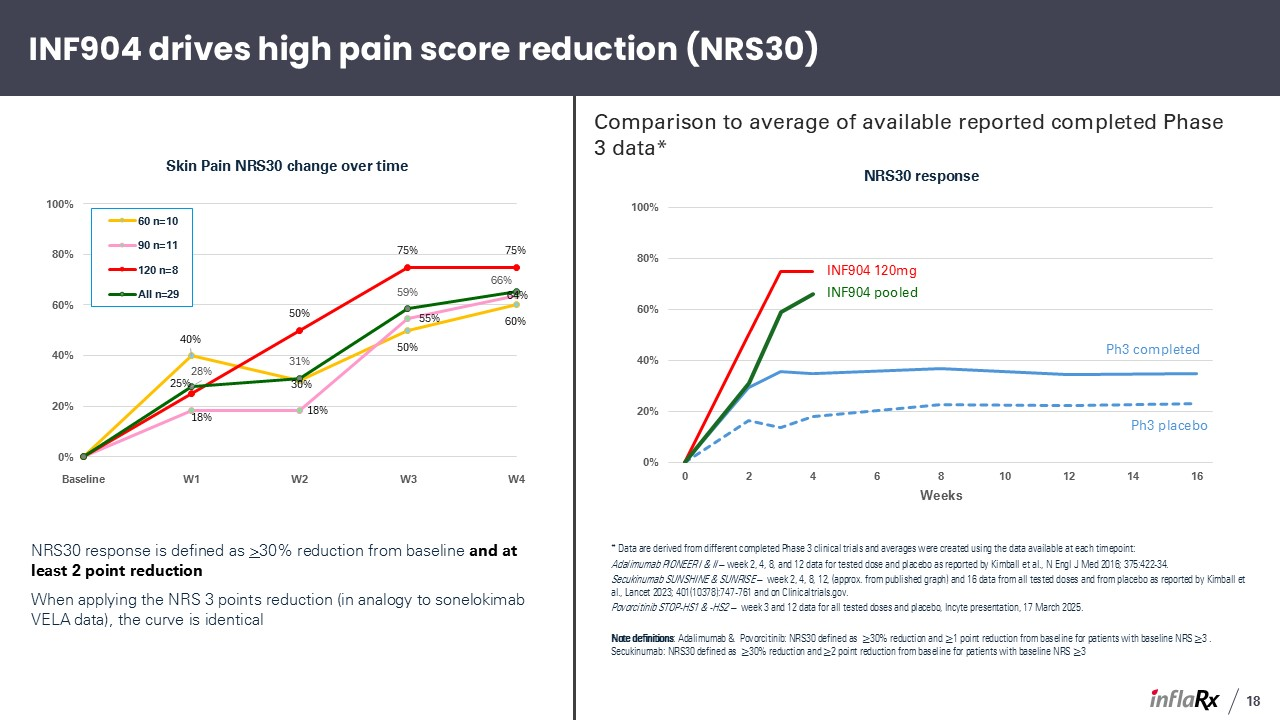 INF904 drives high pain score reduction (NRS30)
Skin Pain NRS30 change over time
100%
80%
60%
40%
20%
0%
60 n=10
90 n=11
120 n=8
All n=29
40%
28%
25%
18%
50%
31%
30%
18%
75%
59%
55%
50%
75%
66%
64%
60%
Baseline
W1
W2
W3
W4
NRS30 response is defined as ≥30% reduction from baseline and at
least 2 point reduction
When applying the NRS 3 points reduction (in analogy to sonelokimab
VELA data), the curve is identical
Comparison to average of available reported completed Phase
3 data*
NRS30 response
100%
80%
60%
40%
20%
0%
INF904 120mg
INF904 pooled
Ph3 completed
Ph3 placebo
0
2
4
6
8
10
12
14
16
Weeks
* Data are derived from different completed Phase 3 clinical trials and averages were created using the data available at each timepoint:
Adalimumab PIONEER I & II – week 2, 4, 8, and 12 data for tested dose and placebo as reported by Kimball et al., N Engl J Med 2016; 375:422-34.
Secukinumab SUNSHINE & SUNRISE – week 2, 4, 8, 12, (approx. from published graph) and 16 data from all tested doses and from placebo as reported by Kimball et
al., Lancet 2023; 401(10378):747-761 and on Clinicaltrials.gov.
Povorcitinib STOP-HS1 & -HS2 – week 3 and 12 data for all tested doses and placebo, Incyte presentation, 17 March 2025.
Note definitions: Adalimumab & Povorcitinib: NRS30 defined as ≥30% reduction and ≥1 point reduction from baseline for patients with baseline NRS ≥3 .
Secukinumab: NRS30 defined as ≥30% reduction and ≥2 point reduction from baseline for patients with baseline NRS ≥3
inflaRx
18